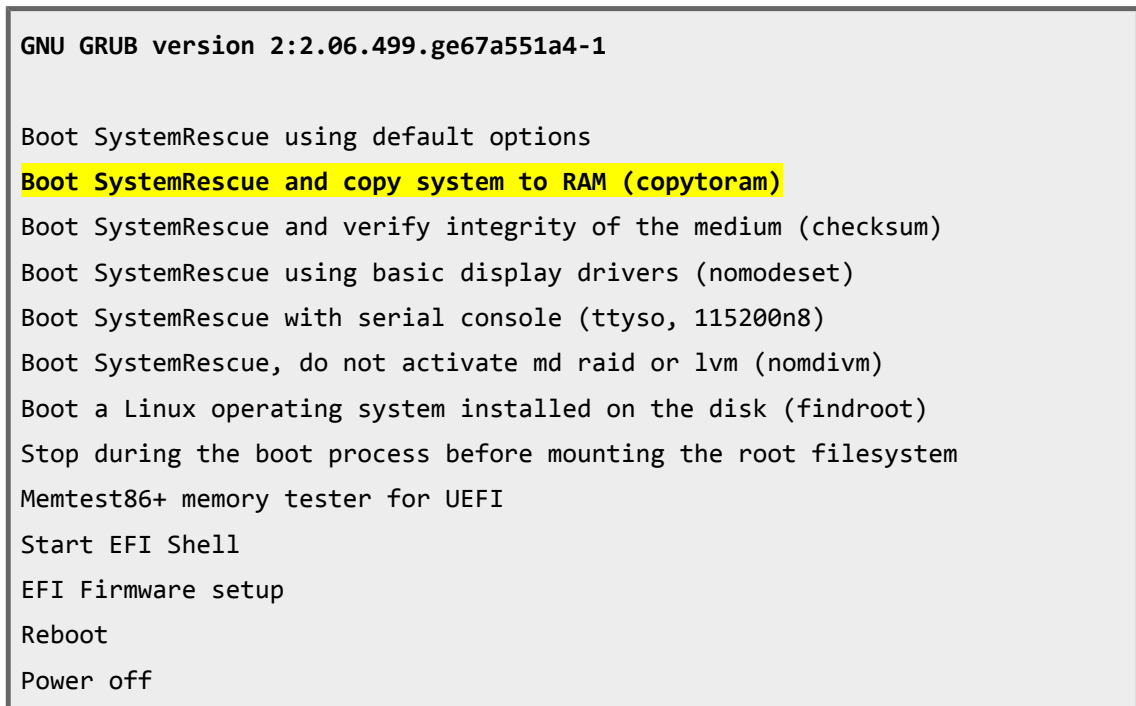 GNU GRUB version 2:2.06.499.ge67a551a4-1
Boot SystemRescue using default options
Boot SystemRescue and copy system to RAM (copytoram)
Boot SystemRescue and verify integrity of the medium (checksum)
Boot SystemRescue using basic display drivers (nomodeset)
Boot SystemRescue with serial console (ttyso, 115200n8)
Boot SystemRescue, do not activate md raid or lvm (nomdivm)
Boot a Linux operating system installed on the disk (findroot)
Stop during the boot process before mounting the root filesystem
Memtest86+ memory tester for UEFI
Start EFI Shell
EFI Firmware setup
Reboot
Power off